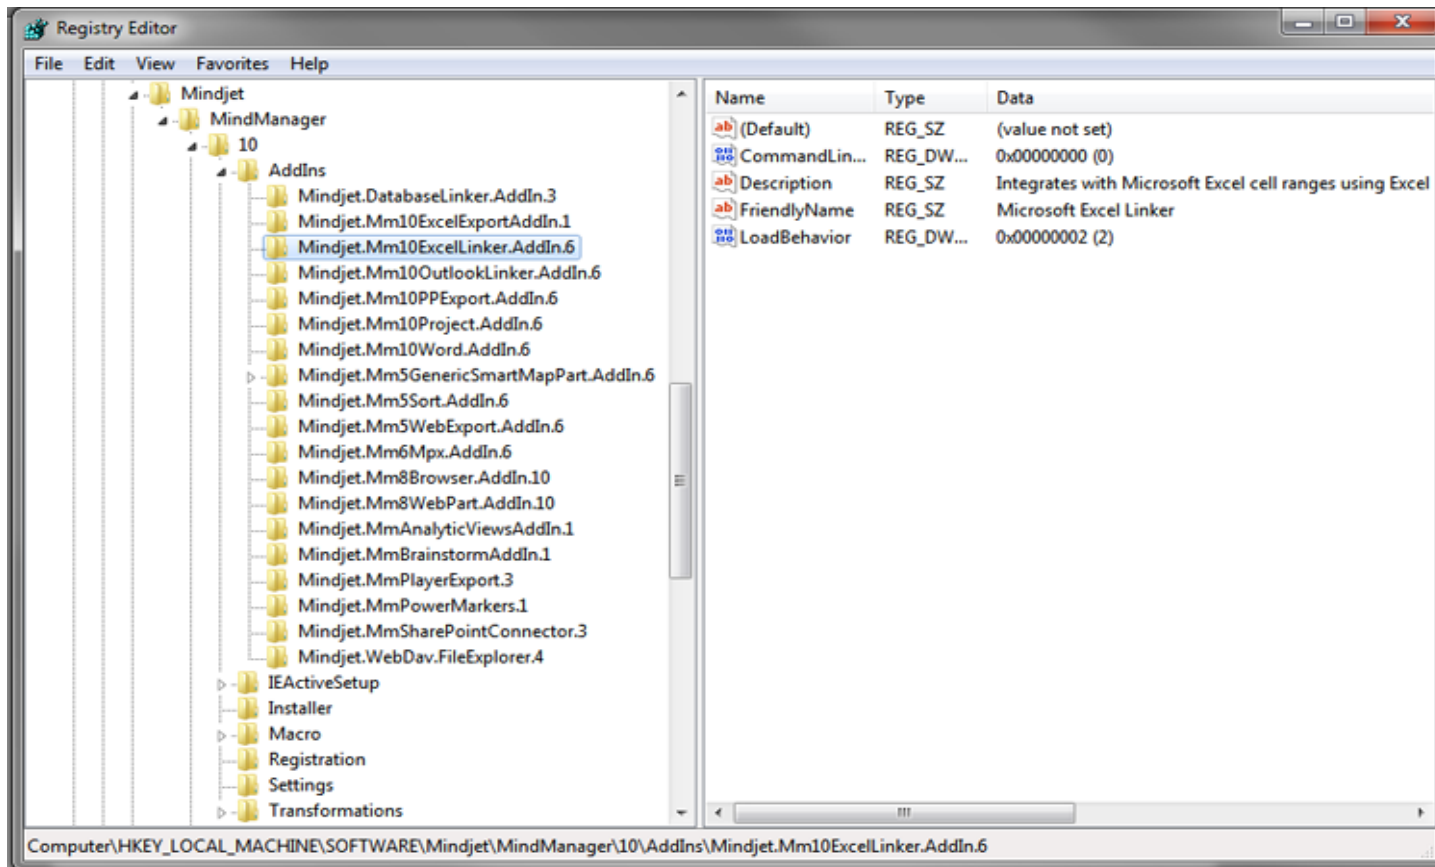 Registry Editor
File Edit View Favorites Help
Mindjet
MindManager
10
AddIns
Mindjet.DatabaseLinker.AddIn.3
Mindjet.Mm10ExcelExportAddIn.1
Mindjet.Mm10ExcelLinker.AddIn.6
Mindjet.Mm10OutlookLinker.AddIn.6
Mindjet.Mm10PPExport.AddIn.6
Mindjet.Mm10Project.AddIn.6
Mindjet.Mm10Word.AddIn.6
Mindjet.Mm5GenericSmartMapPart.AddIn.6
Mindjet.Mm5Sort.AddIn.6
Mindjet.Mm5WebExport.AddIn.6
Mindjet.Mm6Mpx.AddIn.6
Mindjet.Mm8Browser.AddIn.10
Mindjet.Mm8WebPart.AddIn.10
Mindjet.MmAnalyticViewsAddIn.1
Mindjet.MmBrainstormAddIn.1
Mindjet.MmPlayerExport.3
Mindjet.MmPowerMarkers.1
Mindjet.MmSharePointConnector.3
Mindjet.WebDav.FileExplorer.4
IEActiveSetup
Installer
Macro
Registration
Settings
Transformations
Name Type Data
(Default) REG_SZ (value not set)
CommandLin... REG_DW... 0x00000000 (0)
Description REG_SZ Integrates with Microsoft Excel cell ranges using Excel
FriendlyName REG_SZ Microsoft Excel Linker
LoadBehavior REG_DW... 0x00000002 (2)
Computer\HKEY_LOCAL_MACHINE\SOFTWARE\Mindjet\MindManager\10\AddIns\Mindjet.Mm10ExcelLinker.AddIn.6